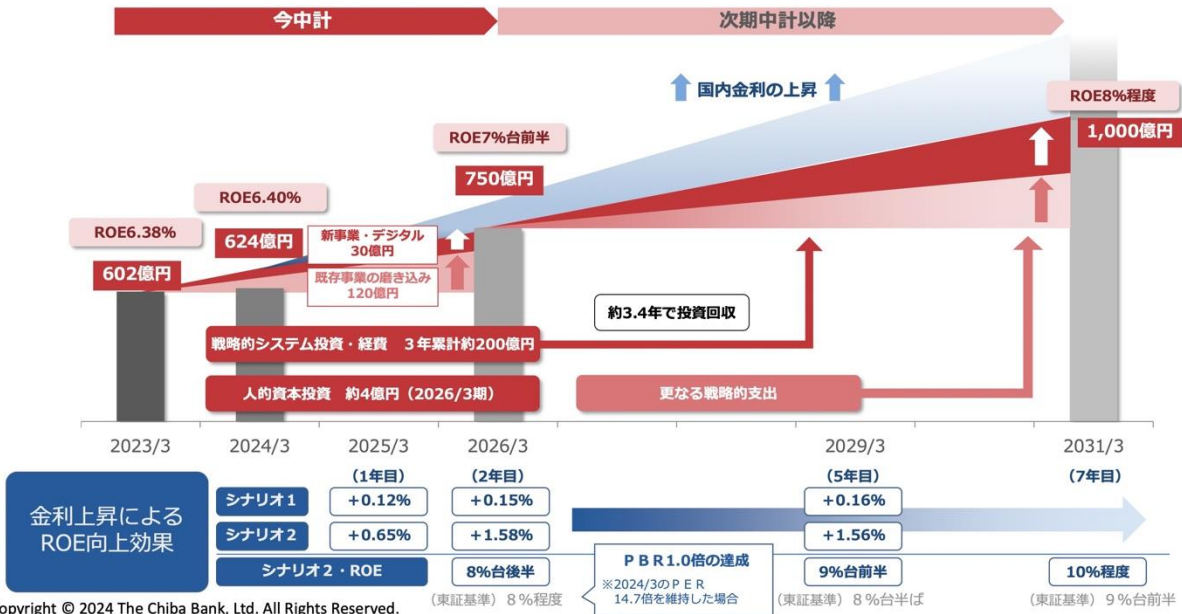 今中計
次期中計以降
国内金利の上昇
ROE8%程度
1,000億円
ROE7%台前半
750億円
ROE6.40%
624億円
ROE6.38%
602億円
新事業・デジタル
30億円
既存事業の磨き込み
120億円
約3.4年で投資回収
戦略的システム投資・経費 3年累計約200億円
人的資本投資 約4億円（2026/3期）
更なる戦略的支出
2023/3
2024/3
2025/3
2026/3
2029/3
2031/3
（1年目）
（2年目）
（5年目）
（7年目）
金利上昇による
ROE向上効果
シナリオ1
+0.12%
+0.15%
+0.16%
シナリオ2
+0.65%
+1.58%
+1.56%
シナリオ2・ROE
8%台後半
PBR1.0倍の達成
※2024/3のPER
14.7倍を維持した場合
9%台前半
10%程度
（東証基準）8%程度
（東証基準）8%台半ば
（東証基準）9%台前半
opyright © 2024 The Chiba Bank, Ltd. All Rights Reserved.